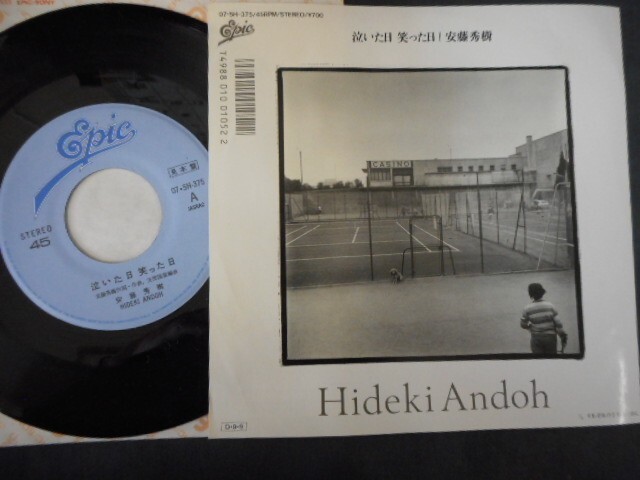 07・5H-375/45RPM/STEREO/¥700
Epic
泣いた日 笑った日/安藤秀樹
T4988 010 01052 2
CASINO
Hideki Andoh
Epic
見本盤
07・5H-375
A
STEREO
45
泣いた日 笑った日
安藤秀樹
HIDEKI ANDOH